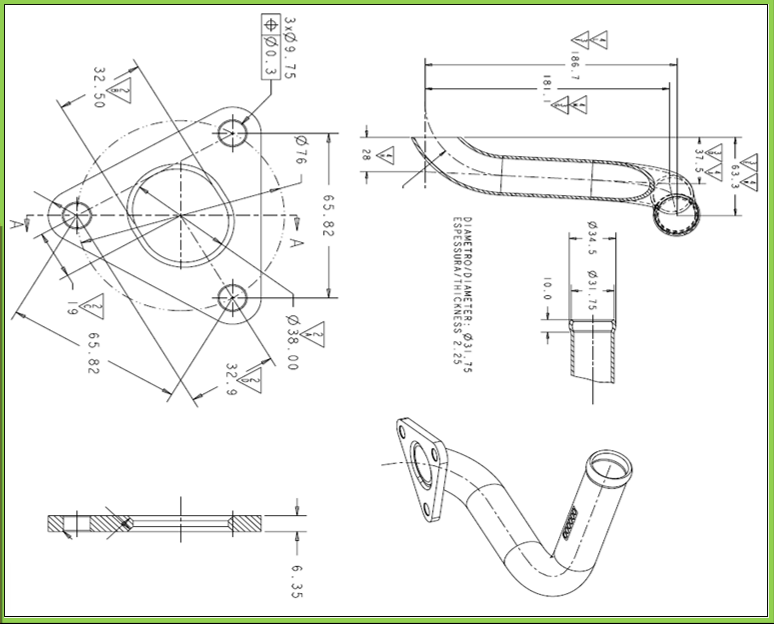 3xØ9.75
⌖ Ø0.3
32.50
Ø76
65.82
A
A
19
65.82
Ø38.00
32.9
6.35
186.7
181.1
28
37.5
63.3
DIAMETRO/DIAMETER: Ø31.75
ESPESSURA/THICKNESS 2.25
Ø34.5
Ø31.75
10.0